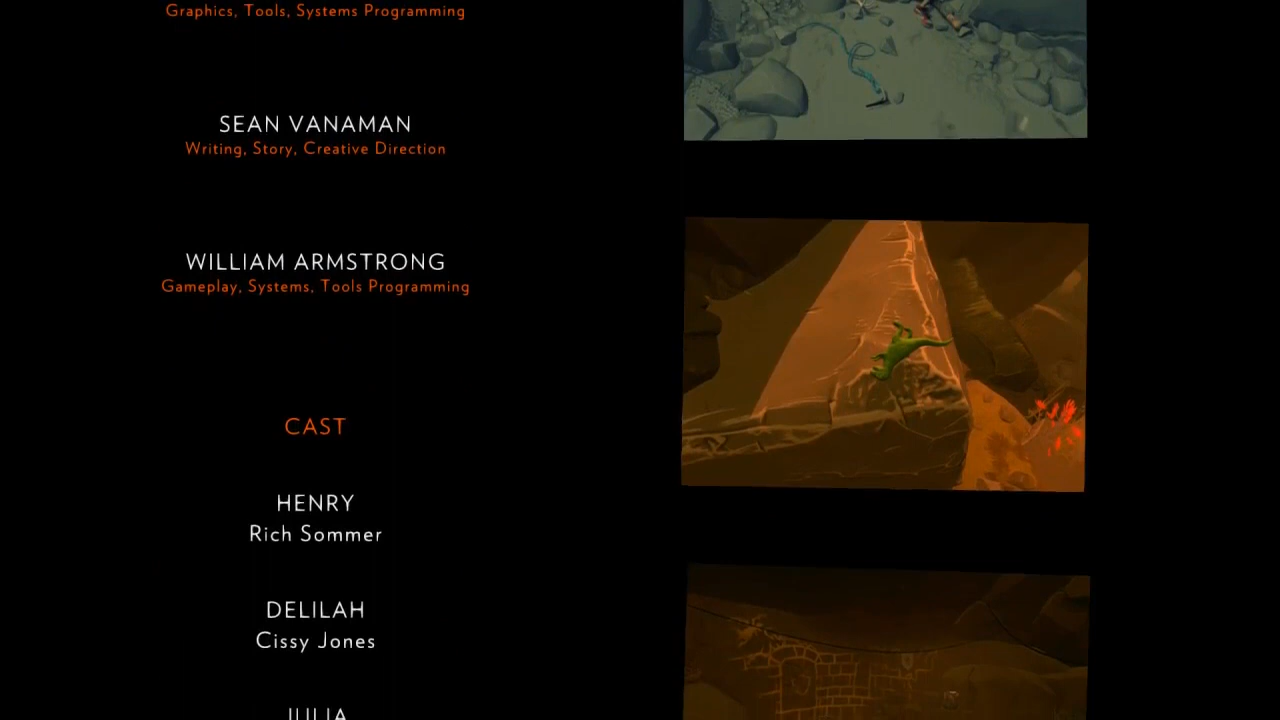 Graphics, Tools, Systems Programming
SEAN VANAMAN
Writing, Story, Creative Direction
WILLIAM ARMSTRONG
Gameplay, Systems, Tools Programming
CAST
HENRY
Rich Sommer
DELILAH
Cissy Jones
JULIA